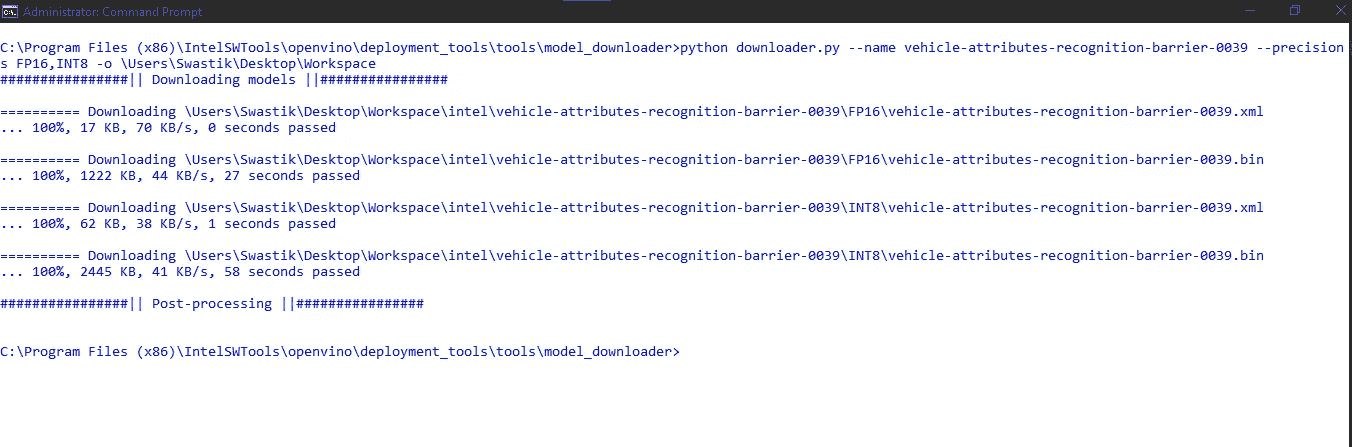 Administrator: Command Prompt
C:\Program Files (x86)\IntelSWTools\openvino\deployment_tools\tools\model_downloader>python downloader.py --name vehicle-attributes-recognition-barrier-0039 --precision
s FP16,INT8 -o \Users\Swastik\Desktop\Workspace
################|| Downloading models ||################
========== Downloading \Users\Swastik\Desktop\Workspace\intel\vehicle-attributes-recognition-barrier-0039\FP16\vehicle-attributes-recognition-barrier-0039.xml
... 100%, 17 KB, 70 KB/s, 0 seconds passed
========== Downloading \Users\Swastik\Desktop\Workspace\intel\vehicle-attributes-recognition-barrier-0039\FP16\vehicle-attributes-recognition-barrier-0039.bin
... 100%, 1222 KB, 44 KB/s, 27 seconds passed
========== Downloading \Users\Swastik\Desktop\Workspace\intel\vehicle-attributes-recognition-barrier-0039\INT8\vehicle-attributes-recognition-barrier-0039.xml
... 100%, 62 KB, 38 KB/s, 1 seconds passed
========== Downloading \Users\Swastik\Desktop\Workspace\intel\vehicle-attributes-recognition-barrier-0039\INT8\vehicle-attributes-recognition-barrier-0039.bin
... 100%, 2445 KB, 41 KB/s, 58 seconds passed
################|| Post-processing ||################
C:\Program Files (x86)\IntelSWTools\openvino\deployment_tools\tools\model_downloader>